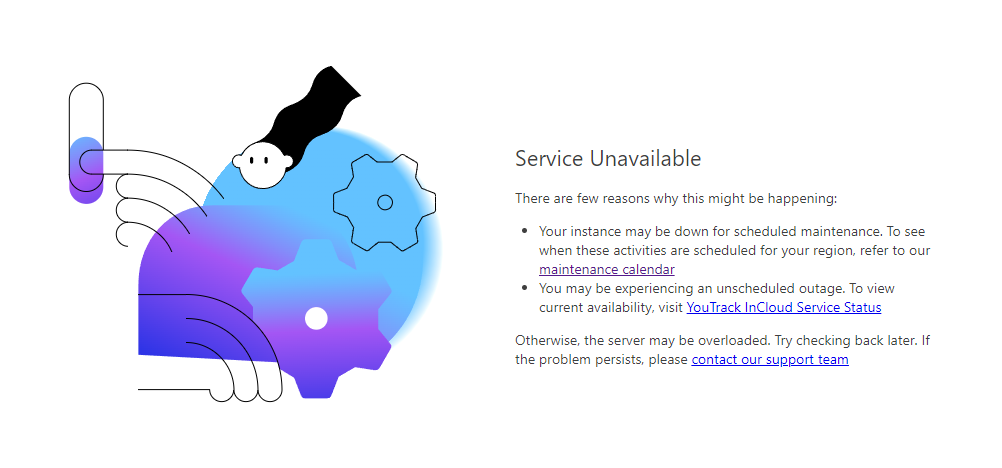 Service Unavailable
There are few reasons why this might be happening:
Your instance may be down for scheduled maintenance. To see
when these activities are scheduled for your region, refer to our
maintenance calendar
You may be experiencing an unscheduled outage. To view
current availability, visit YouTrack InCloud Service Status
Otherwise, the server may be overloaded. Try checking back later. If
the problem persists, please contact our support team